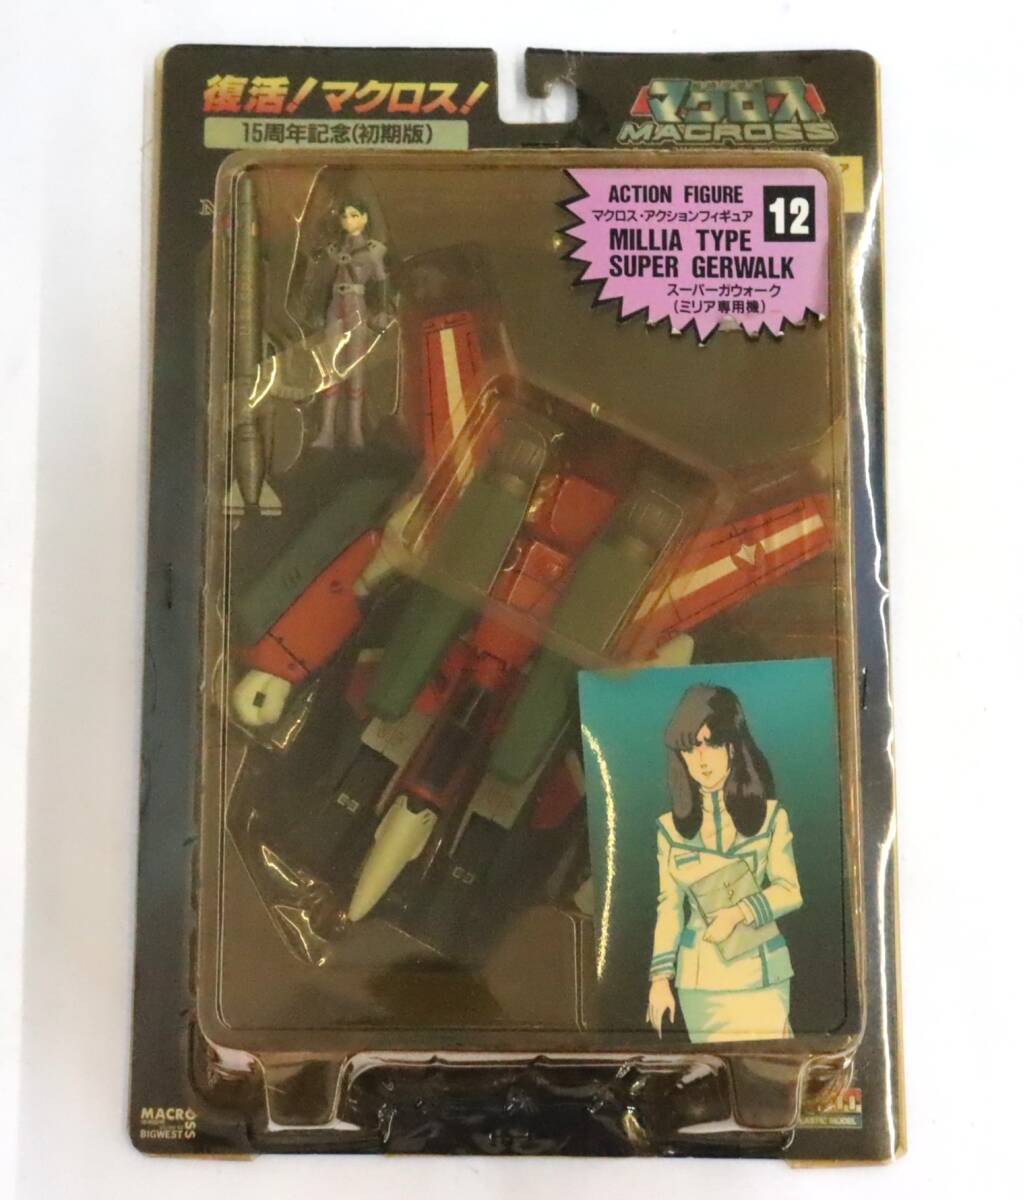 復活!マクロス!
15周年記念(初期版)
マクロス
MACROSS
ACTION FIGURE
マクロス・アクションフィギュア
12
MILLIA TYPE
SUPER GERWALK
スーパーガウォーク
(ミリア専用機)
MACROSS
BIGWEST